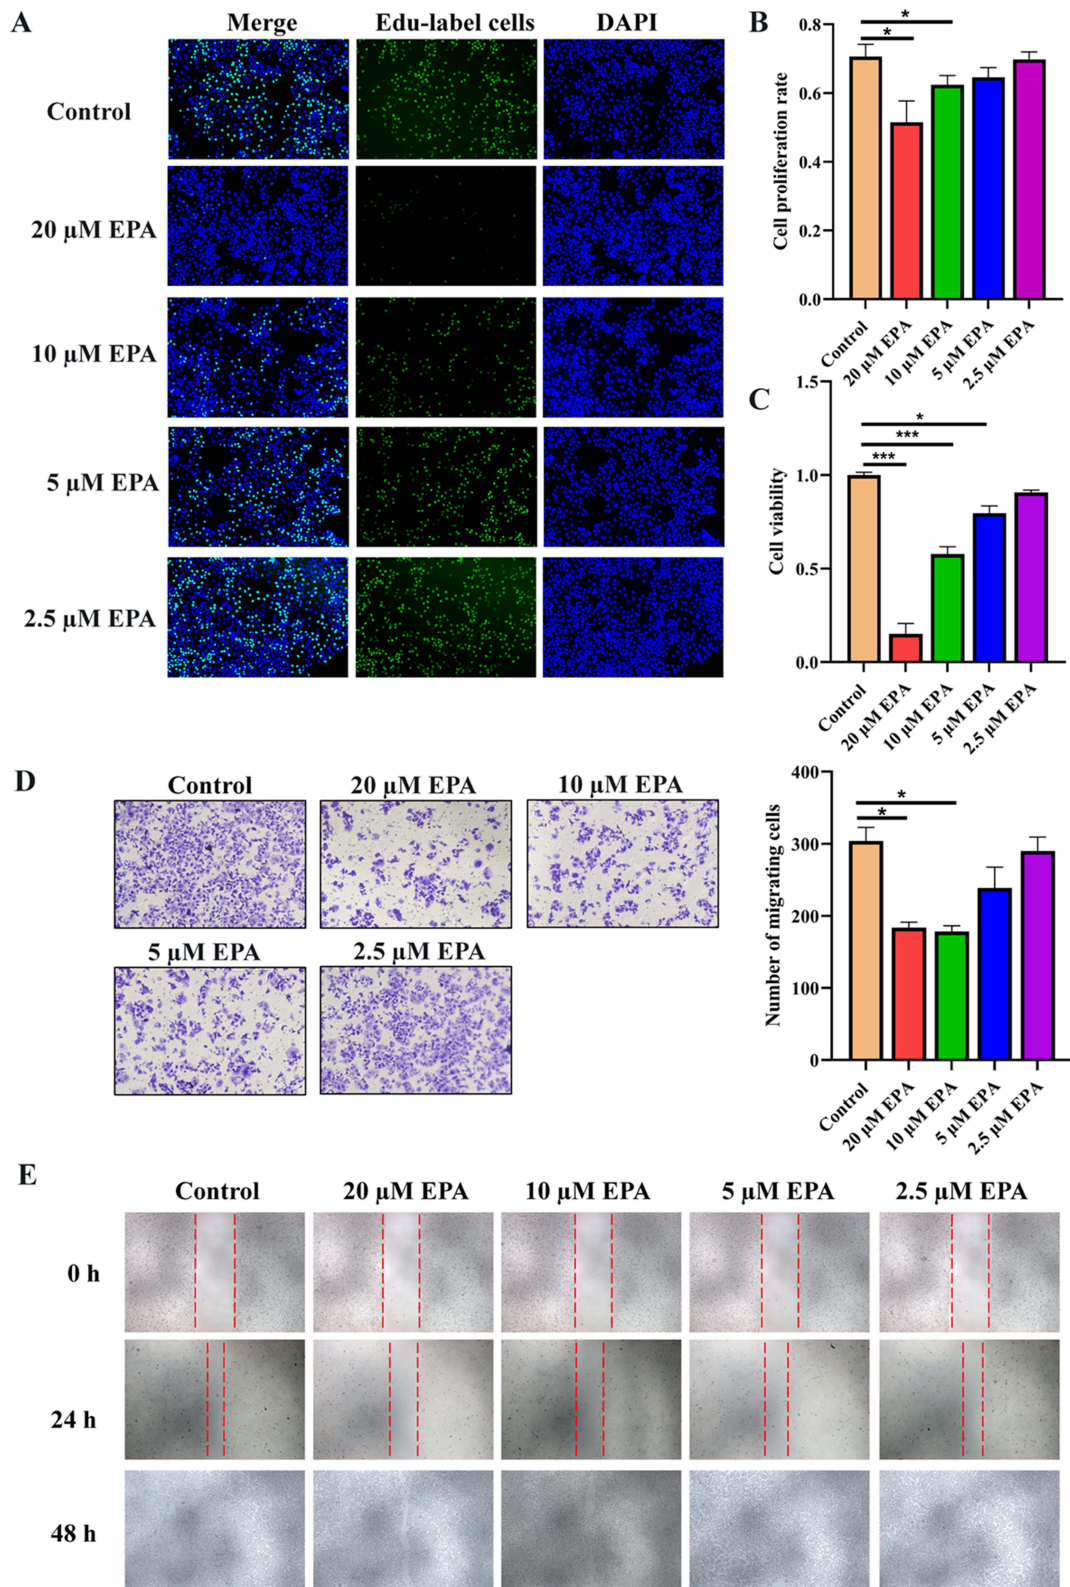 A
Merge
Edu-label cells
DAPI
Control
20 μM EPA
10 μM EPA
5 μM EPA
2.5 μM EPA
B
Cell proliferation rate
0.8
0.6
0.4
0.2
0.0
*
*
Control
20 μM EPA
10 μM EPA
5 μM EPA
2.5 μM EPA
C
Cell viability
1.5
1.0
0.5
0.0
*
***
***
Control
20 μM EPA
10 μM EPA
5 μM EPA
2.5 μM EPA
D
Control
20 μM EPA
10 μM EPA
5 μM EPA
2.5 μM EPA
Number of migrating cells
400
300
200
100
0
*
*
Control
20 μM EPA
10 μM EPA
5 μM EPA
2.5 μM EPA
E
Control
20 μM EPA
10 μM EPA
5 μM EPA
2.5 μM EPA
0 h
24 h
48 h